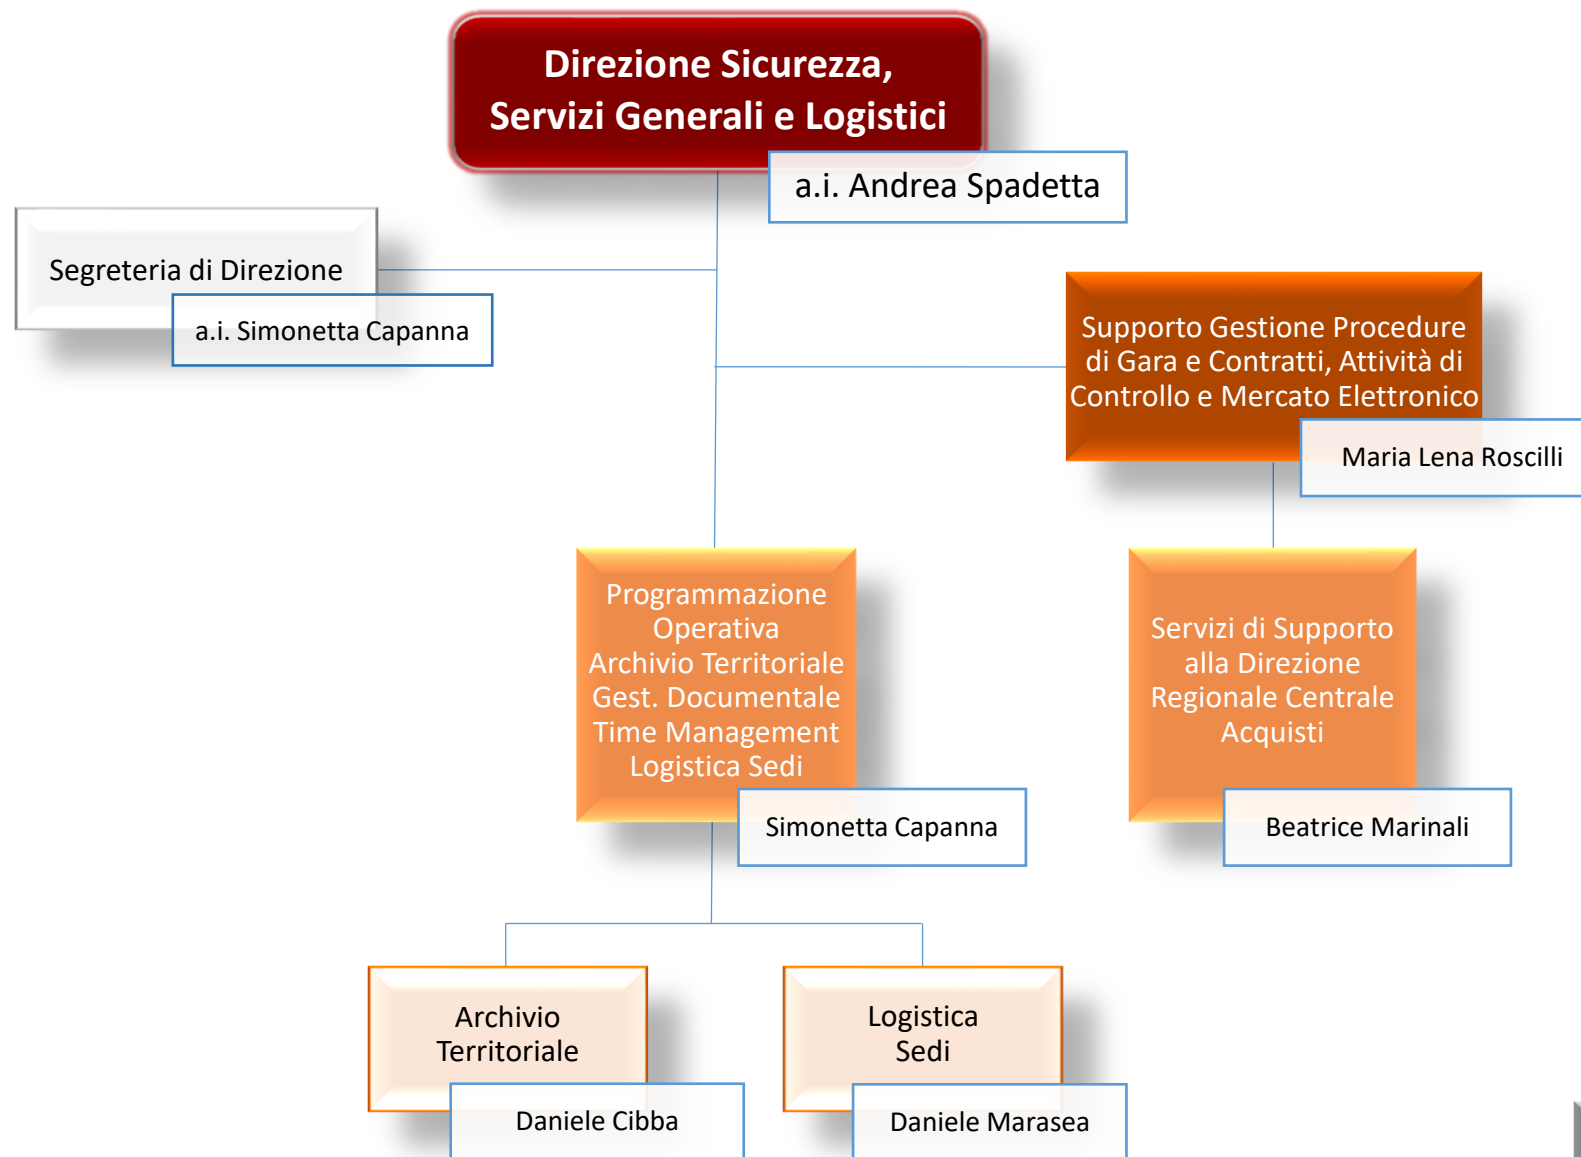 Direzione Sicurezza,
Servizi Generali e Logistici
a.i. Andrea Spadetta
Segreteria di Direzione
a.i. Simonetta Capanna
Supporto Gestione Procedure
di Gara e Contratti, Attività di
Controllo e Mercato Elettronico
Maria Lena Roscilli
Programmazione
Operativa
Archivio Territoriale
Gest. Documentale
Time Management
Logistica Sedi
Simonetta Capanna
Servizi di Supporto
alla Direzione
Regionale Centrale
Acquisti
Beatrice Marinali
Archivio
Territoriale
Daniele Cibba
Logistica
Sedi
Daniele Marasea